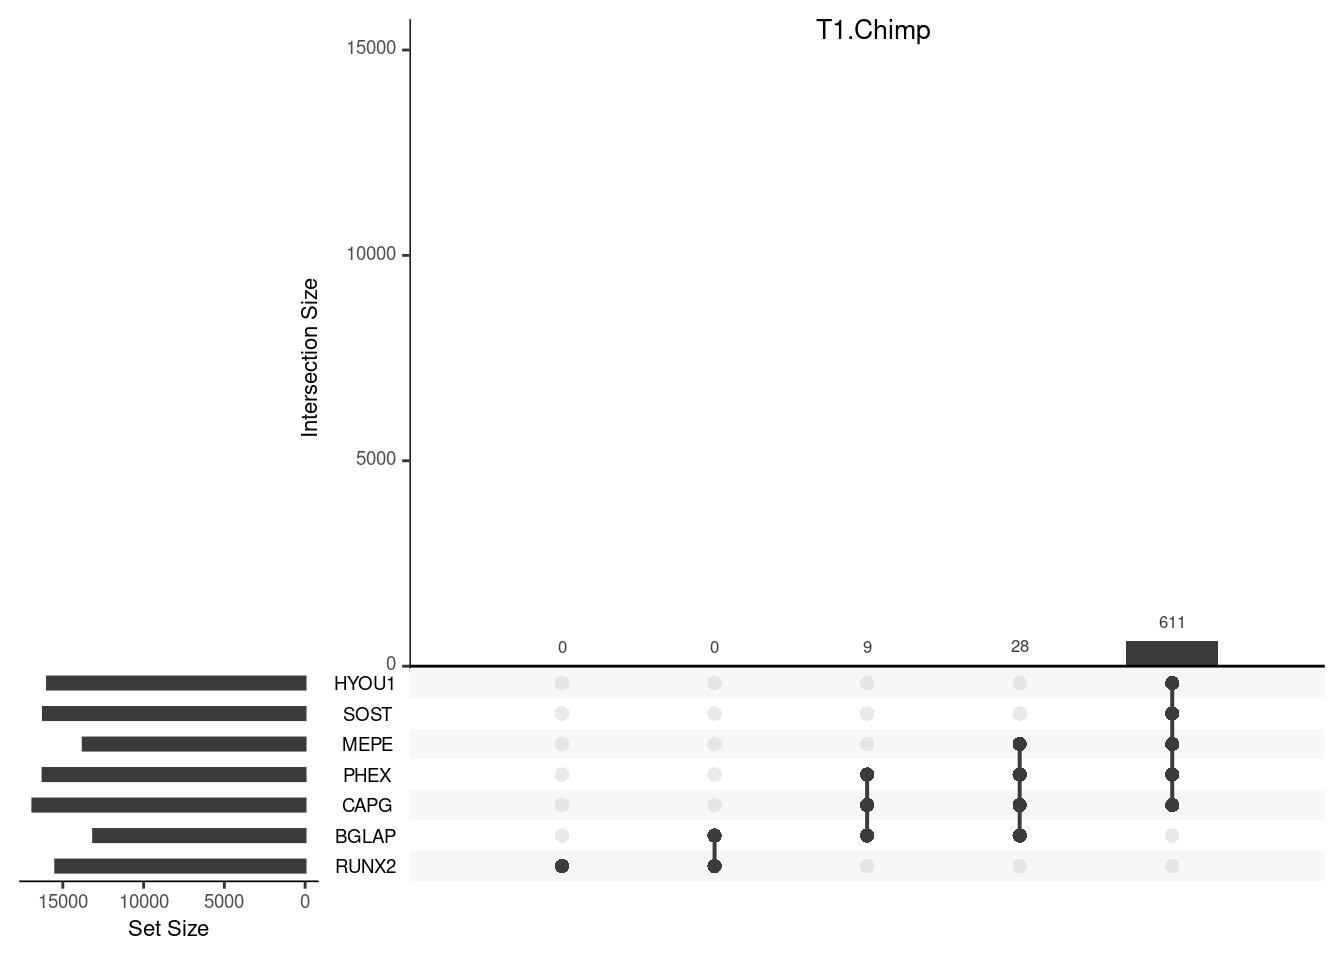 T1.Chimp
15000
10000
5000
0
Intersection Size
0 0 9 28 611
HYOU1
SOST
MEPE
PHEX
CAPG
BGLAP
RUNX2
15000 10000 5000 0
Set Size